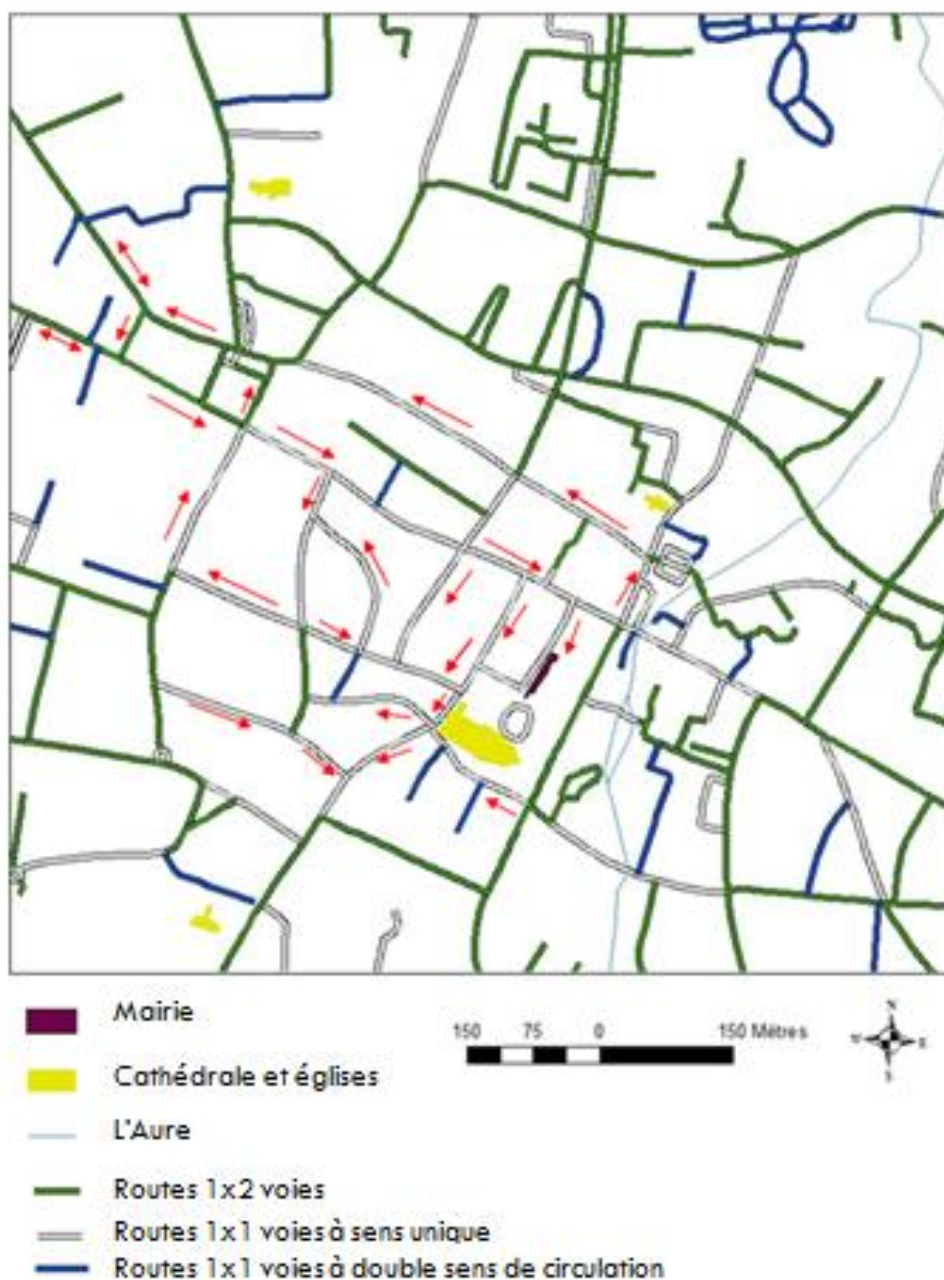 Mairie
150 75 0 150 Mètres
N
E
S
Cathédrale et églises
L'Aure
Routes 1x2 voies
Routes 1x1 voies à sens unique
Routes 1x1 voies à double sens de circulation